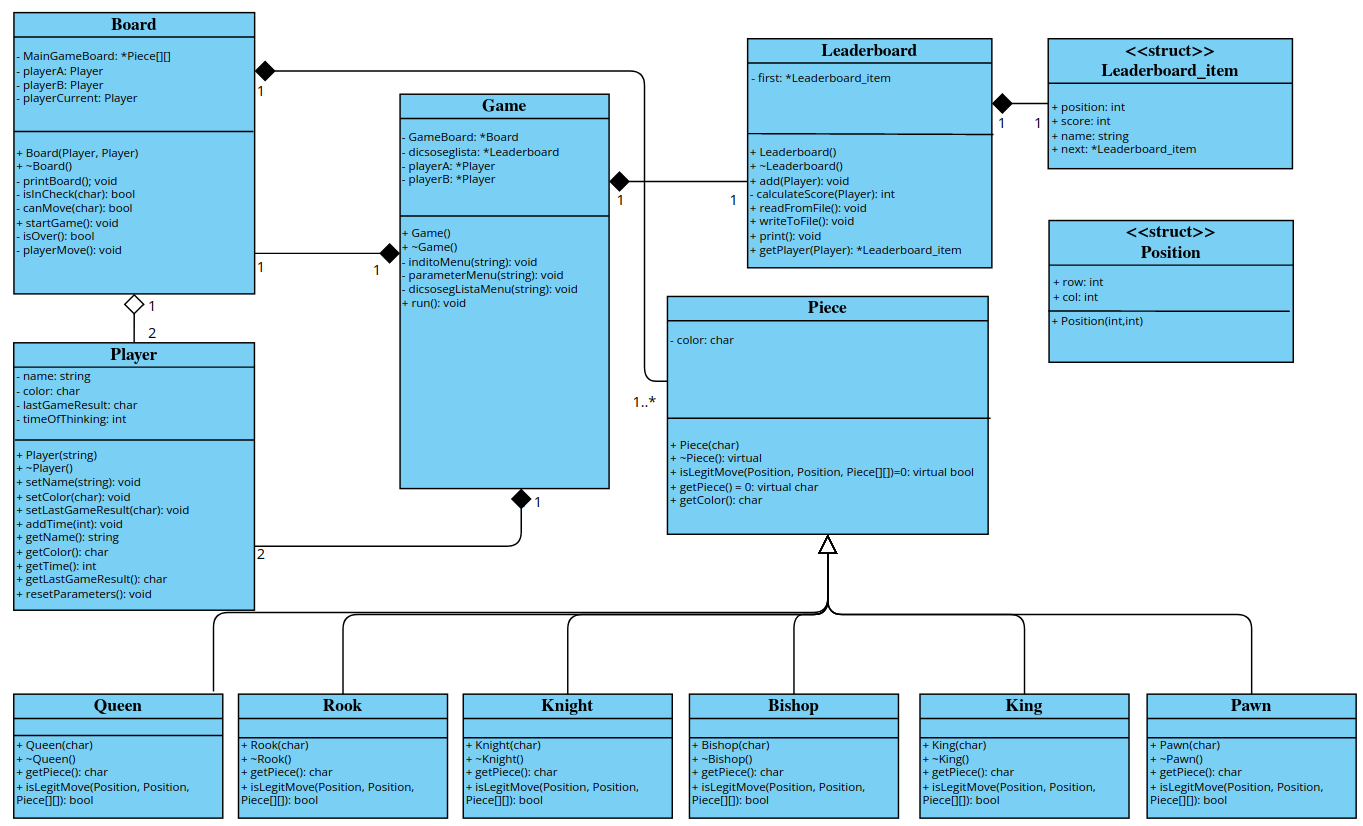 Board
- MainGameBoard: *Piece[][]
- playerA: Player
- playerB: Player
- playerCurrent: Player
+ Board(Player, Player)
+ ~Board()
- printBoard(); void
- isInCheck(char): bool
- canMove(char): bool
+ startGame(): void
- isOver(): bool
- playerMove(): void
1
1
1
2
Player
- name: string
- color: char
- lastGameResult: char
- timeOfThinking: int
+ Player(string)
+ ~Player()
+ setName(string): void
+ setColor(char): void
+ setLastGameResult(char): void
+ addTime(int): void
+ getName(): string
+ getColor(): char
+ getTime(): int
+ getLastGameResult(): char
+ resetParameters(): void
2
Game
- GameBoard: *Board
- dicsoseglista: *Leaderboard
- playerA: *Player
- playerB: *Player
+ Game()
+ ~Game()
- inditoMenu(string): void
- parameterMenu(string): void
- dicsosegListaMenu(string): void
+ run(): void
1
1
1
1
Leaderboard
- first: *Leaderboard_item
+ Leaderboard()
+ ~Leaderboard()
+ add(Player): void
- calculateScore(Player): int
+ readFromFile(): void
+ writeToFile(): void
+ print(): void
+ getPlayer(Player): *Leaderboard_item
1
1
<<struct>>
Leaderboard_item
+ position: int
+ score: int
+ name: string
+ next: *Leaderboard_item
<<struct>>
Position
+ row: int
+ col: int
+ Position(int,int)
1..*
Piece
- color: char
+ Piece(char)
+ ~Piece(): virtual
+ isLegitMove(Position, Position, Piece[][])=0: virtual bool
+ getPiece() = 0: virtual char
+ getColor(): char
Queen
+ Queen(char)
+ ~Queen()
+ getPiece(): char
+ isLegitMove(Position, Position,
Piece[][]): bool
Rook
+ Rook(char)
+ ~Rook()
+ getPiece(): char
+ isLegitMove(Position, Position,
Piece[][]): bool
Knight
+ Knight(char)
+ ~Knight()
+ getPiece(): char
+ isLegitMove(Position, Position,
Piece[][]): bool
Bishop
+ Bishop(char)
+ ~Bishop()
+ getPiece(): char
+ isLegitMove(Position, Position,
Piece[][]): bool
King
+ King(char)
+ ~King()
+ getPiece(): char
+ isLegitMove(Position, Position,
Piece[][]): bool
Pawn
+ Pawn(char)
+ ~Pawn()
+ getPiece(): char
+ isLegitMove(Position, Position,
Piece[][]): bool